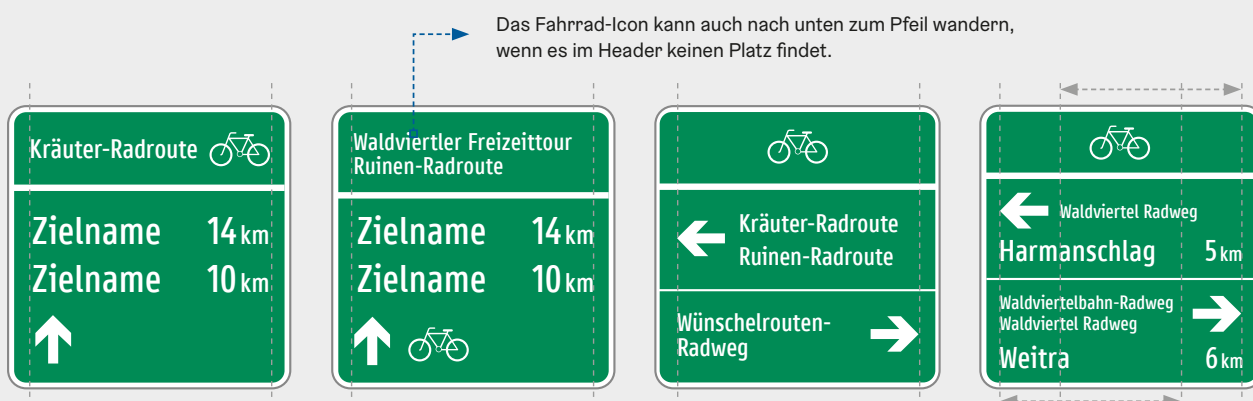 Das Fahrrad-Icon kann auch nach unten zum Pfeil wandern,
wenn es im Header keinen Platz findet.
Kräuter-Radroute
Zielname 14 km
Zielname 10 km
Waldviertler Freizeittour
Ruinen-Radroute
Zielname 14 km
Zielname 10 km
Kräuter-Radroute
Ruinen-Radroute
Wünschelrouten-
Radweg
Waldviertel Radweg
Harmanschlag 5 km
Waldviertelbahn-Radweg
Waldviertel Radweg
Weitra 6 km